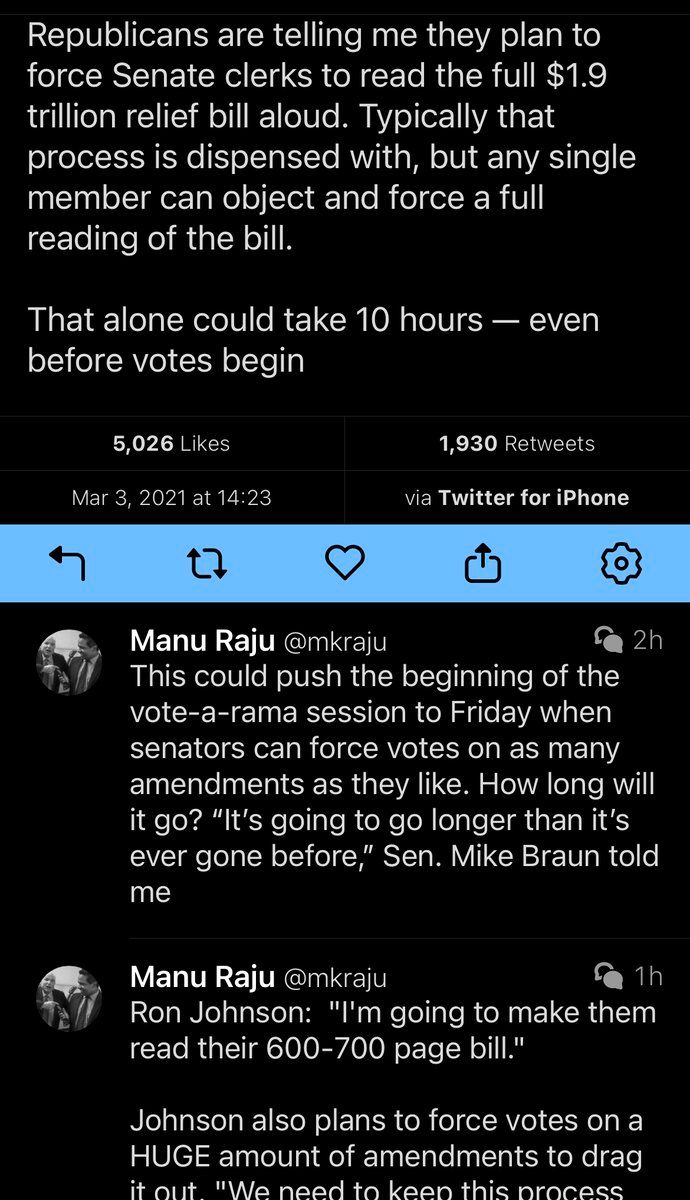 Republicans are telling me they plan to
force Senate clerks to read the full $1.9
trillion relief bill aloud. Typically that
process is dispensed with, but any single
member can object and force a full
reading of the bill.
That alone could take 10 hours — even
before votes begin
5,026 Likes
1,930 Retweets
Mar 3, 2021 at 14:23
via Twitter for iPhone
Manu Raju @mkraju
2h
This could push the beginning of the
vote-a-rama session to Friday when
senators can force votes on as many
amendments as they like. How long will
it go? “It’s going to go longer than it’s
ever gone before,” Sen. Mike Braun told
me
Manu Raju @mkraju
1h
Ron Johnson:  "I'm going to make them
read their 600-700 page bill."
Johnson also plans to force votes on a
HUGE amount of amendments to drag
it out. "We need to keep this process